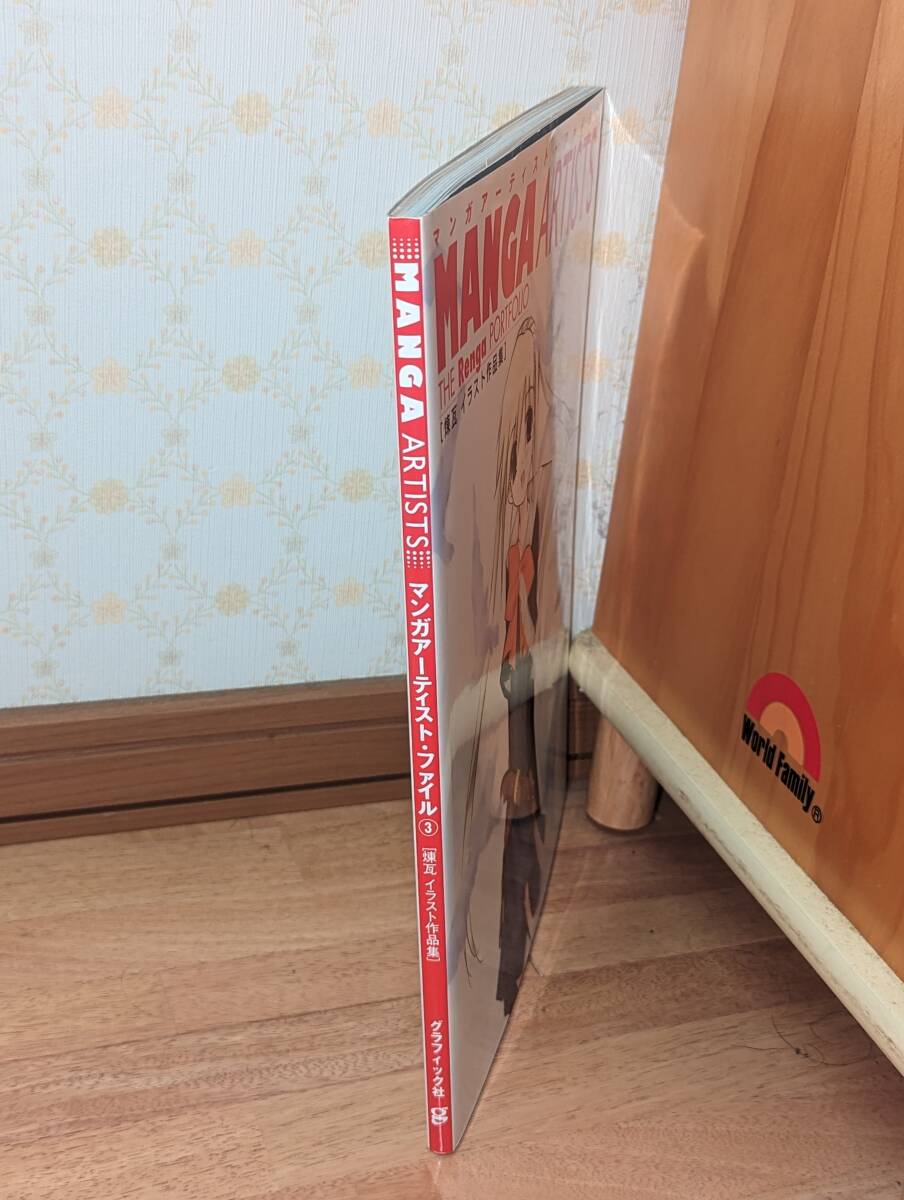 MANGA ARTISTS
マンガアーティスト・ファイル③
[煉瓦 イラスト作品集]
グラフィック社
g
マンガアーティスト
MANGA ARTISTS
THE Renga PORTFOLIO
[煉瓦 イラスト作品集]
World Family®